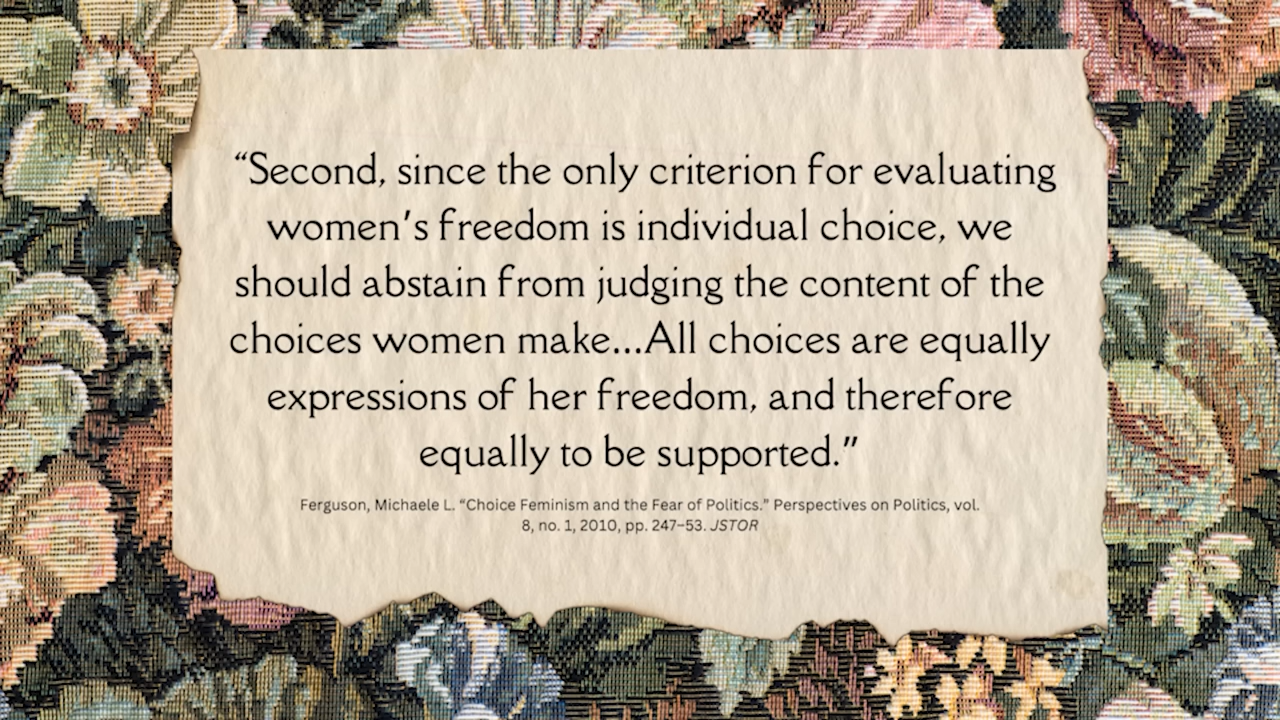 “Second, since the only criterion for evaluating
women's freedom is individual choice, we
should abstain from judging the content of the
choices women make...All choices are equally
expressions of her freedom, and therefore
equally to be supported."
Ferguson, Michaele L. “Choice Feminism and the Fear of Politics.” Perspectives on Politics, vol.
8, no. 1, 2010, pp. 247–53. JSTOR